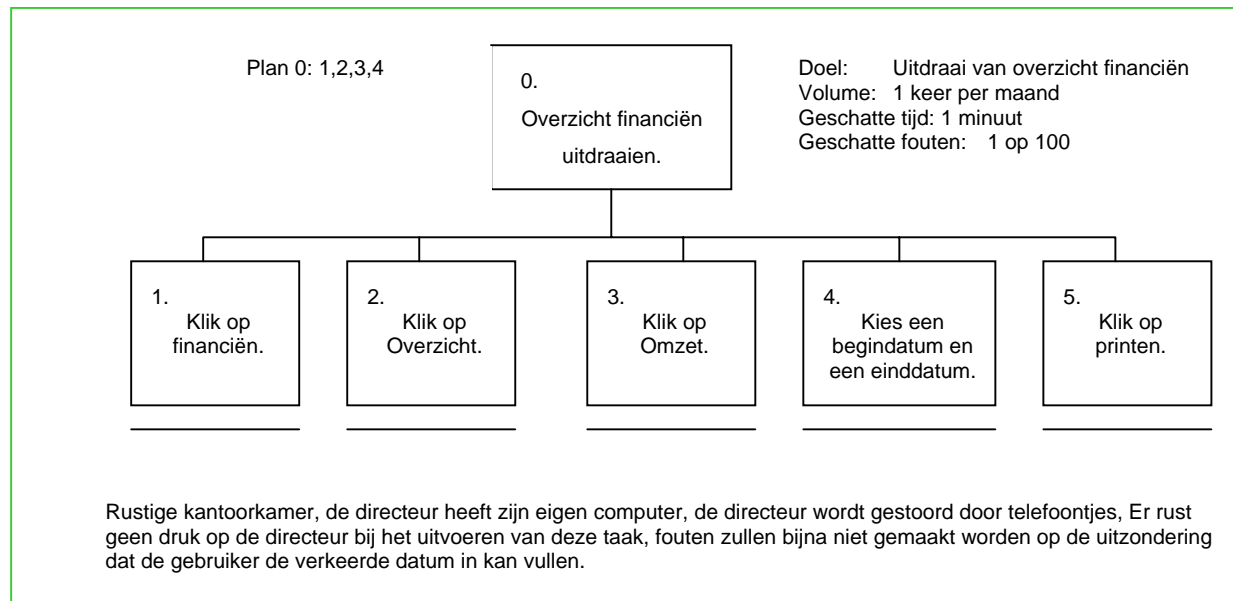 Plan 0: 1,2,3,4
0.
Overzicht financiën
uitdraaien.
Doel: Uitdraai van overzicht financiën
Volume: 1 keer per maand
Geschatte tijd: 1 minuut
Geschatte fouten: 1 op 100
1.
Klik op
financiën.
2.
Klik op
Overzicht.
3.
Klik op
Omzet.
4.
Kies een
begindatum en
een einddatum.
5.
Klik op
printen.
Rustige kantoorkamer, de directeur heeft zijn eigen computer, de directeur wordt gestoord door telefoontjes, Er rust
geen druk op de directeur bij het uitvoeren van deze taak, fouten zullen bijna niet gemaakt worden op de uitzondering
dat de gebruiker de verkeerde datum in kan vullen.